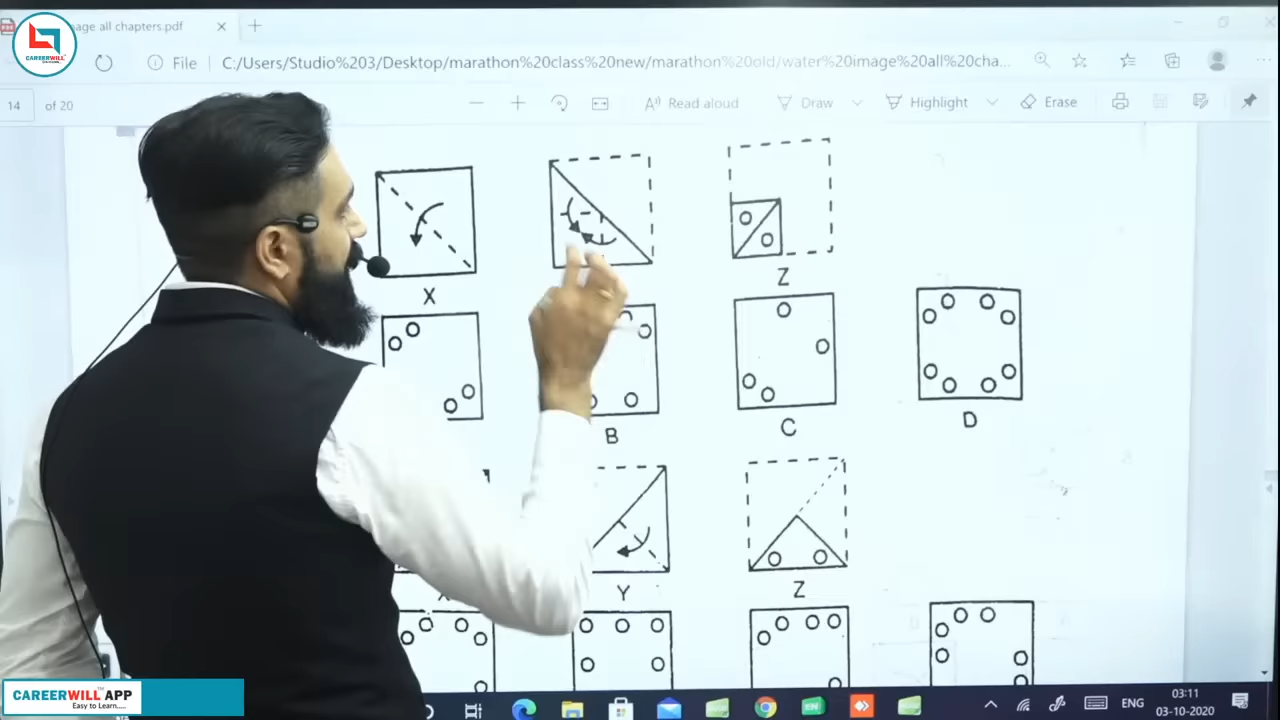 nage all chapters.pdf
CAREERWILL
File
C:/Users/Studio%203/Desktop/marathon%20class%20new/marathon%20old/water%20image%20all%20cha...
14 of 20
Read aloud
Draw
Highlight
Erase
X
Z
B
C
D
Y
Z
CAREERWILL APP
Easy to Learn.....
ENG
03:11
03-10-2020